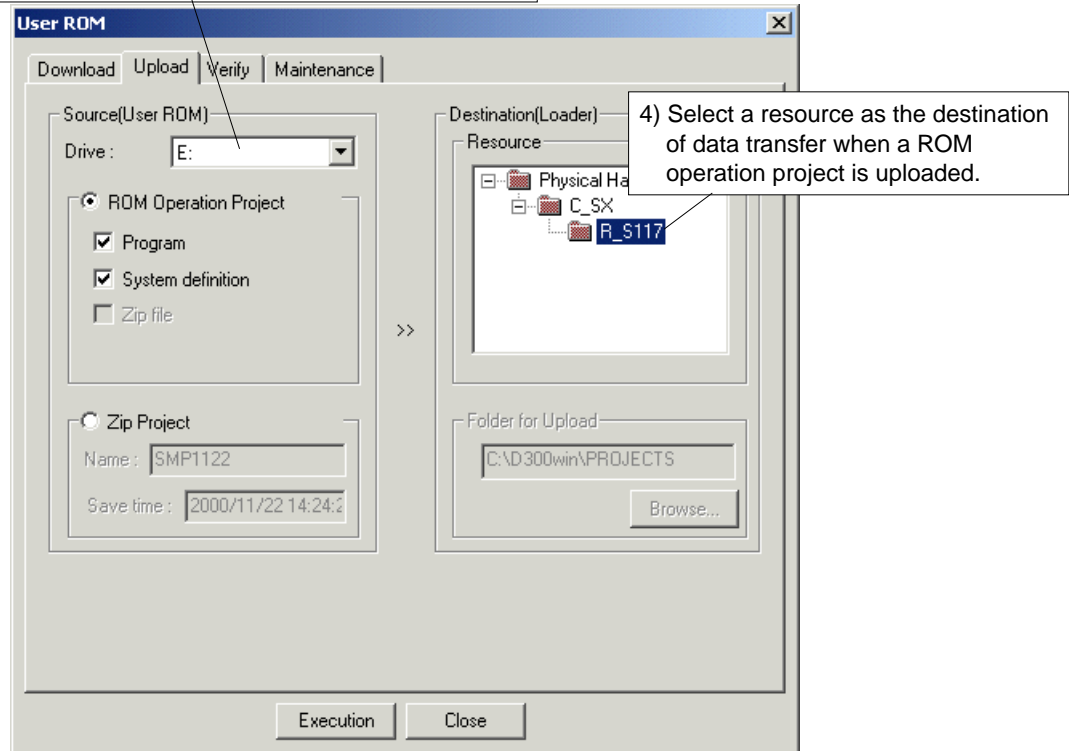 User ROM
Download Upload Verify Maintenance
Source(User ROM)
Drive : E:
ROM Operation Project
Program
System definition
Zip file
Zip Project
Name : SMP1122
Save time : 2000/11/22 14:24:2
>>
Destination(Loader)
Resource
Physical Ha
C_SX
R_S117
4) Select a resource as the destination
of data transfer when a ROM
operation project is uploaded.
Folder for Upload
C:\D300win\PROJECTS
Browse...
Execution Close